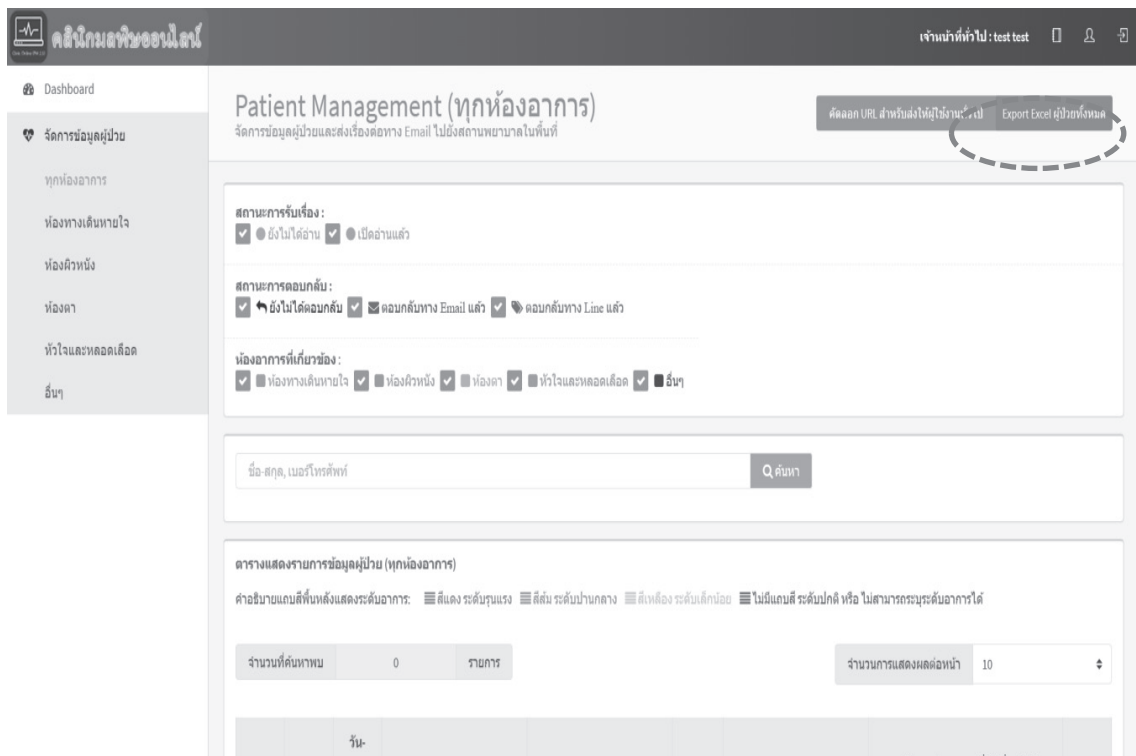 คลินิกมลพิษออนไลน์
เจ้าหน้าที่ทั่วไป : test test
Dashboard
จัดการข้อมูลผู้ป่วย
ทุกห้องอาการ
ห้องทางเดินหายใจ
ห้องผิวหนัง
ห้องตา
หัวใจและหลอดเลือด
อื่นๆ
Patient Management (ทุกห้องอาการ)
จัดการข้อมูลผู้ป่วยและส่งเรื่องต่อทาง Email ไปยังสถานพยาบาลในพื้นที่
คัดลอก URL สำหรับส่งให้ผู้ใช้งานทั่วไป
Export Excel ผู้ป่วยทั้งหมด
สถานะการรับเรื่อง :
ยังไม่ได้อ่าน เปิดอ่านแล้ว
สถานะการตอบกลับ :
ยังไม่ได้ตอบกลับ ตอบกลับทาง Email แล้ว ตอบกลับทาง Line แล้ว
ห้องอาการที่เกี่ยวข้อง :
ห้องทางเดินหายใจ ห้องผิวหนัง ห้องตา หัวใจและหลอดเลือด อื่นๆ
ชื่อ-สกุล, เบอร์โทรศัพท์
ค้นหา
ตารางแสดงรายการข้อมูลผู้ป่วย (ทุกห้องอาการ)
คำอธิบายแถบสีพื้นหลังแสดงระดับอาการ: สีแดง ระดับรุนแรง สีส้ม ระดับปานกลาง สีเหลือง ระดับเล็กน้อย ไม่มีแถบสี ระดับปกติ หรือ ไม่สามารถระบุระดับอาการได้
จำนวนที่ค้นหาพบ 0 รายการ
จำนวนการแสดงผลต่อหน้า 10
วัน-